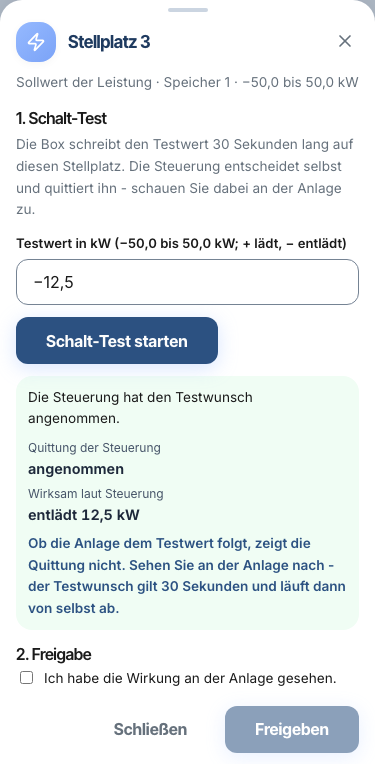 Stellplatz 3
Sollwert der Leistung · Speicher 1 · −50,0 bis 50,0 kW
1. Schalt-Test
Die Box schreibt den Testwert 30 Sekunden lang auf
diesen Stellplatz. Die Steuerung entscheidet selbst
und quittiert ihn - schauen Sie dabei an der Anlage
zu.
Testwert in kW (−50,0 bis 50,0 kW; + lädt, − entlädt)
−12,5
Schalt-Test starten
Die Steuerung hat den Testwunsch
angenommen.
Quittung der Steuerung
angenommen
Wirksam laut Steuerung
entlädt 12,5 kW
Ob die Anlage dem Testwert folgt, zeigt die
Quittung nicht. Sehen Sie an der Anlage nach -
der Testwunsch gilt 30 Sekunden und läuft dann
von selbst ab.
2. Freigabe
Ich habe die Wirkung an der Anlage gesehen.
Schließen
Freigeben